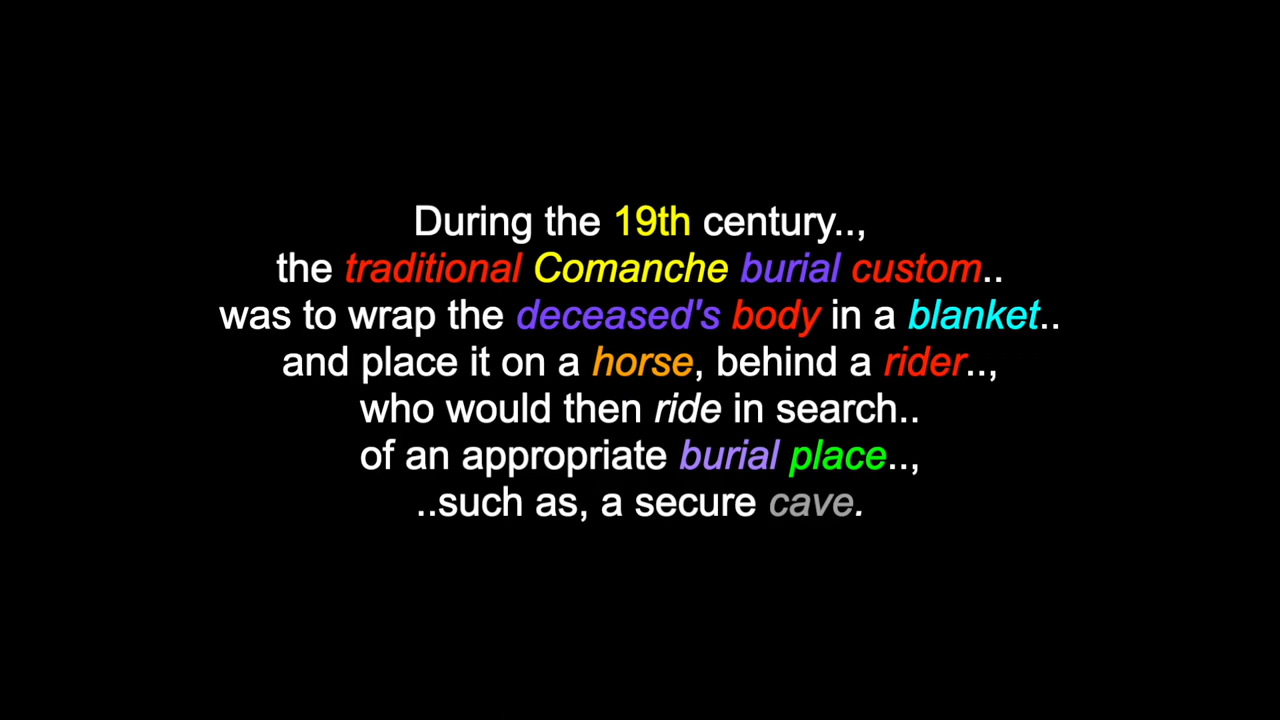 During the 19th century..,
the traditional Comanche burial custom..
was to wrap the deceased's body in a blanket..
and place it on a horse, behind a rider..,
who would then ride in search..
of an appropriate burial place..,
..such as, a secure cave.